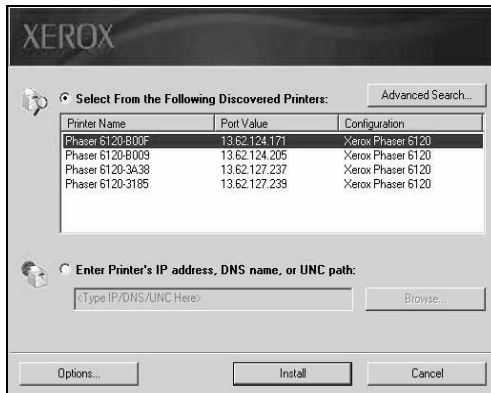 XEROX
Select From the Following Discovered Printers:
Advanced Search...
Printer Name Port Value Configuration
Phaser 6120-B00F 13.62.124.171 Xerox Phaser 6120
Phaser 6120-B009 13.62.124.205 Xerox Phaser 6120
Phaser 6120-3A38 13.62.127.237 Xerox Phaser 6120
Phaser 6120-3185 13.62.127.239 Xerox Phaser 6120
Enter Printer's IP address, DNS name, or UNC path:
<Type IP/DNS/UNC Here> Browse...
Options... Install Cancel